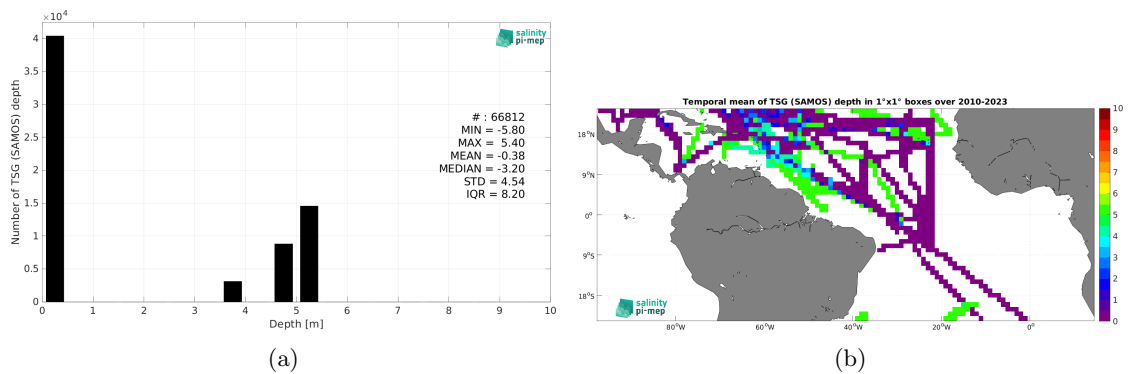 ×10⁴
4
3.5
3
2.5
2
1.5
1
0.5
0
Number of TSG (SAMOS) depth
salinity
pi-mep
# : 66812
MIN = -5.80
MAX = 5.40
MEAN = -0.38
MEDIAN = -3.20
STD = 4.54
IQR = 8.20
0 1 2 3 4 5 6 7 8 9 10
Depth [m]
(a)
Temporal mean of TSG (SAMOS) depth in 1°x1° boxes over 2010-2023
18°N
9°N
0°
9°S
18°S
salinity
pi-mep
80°W 60°W 40°W 20°W 0°
10
9
8
7
6
5
4
3
2
1
0
(b)